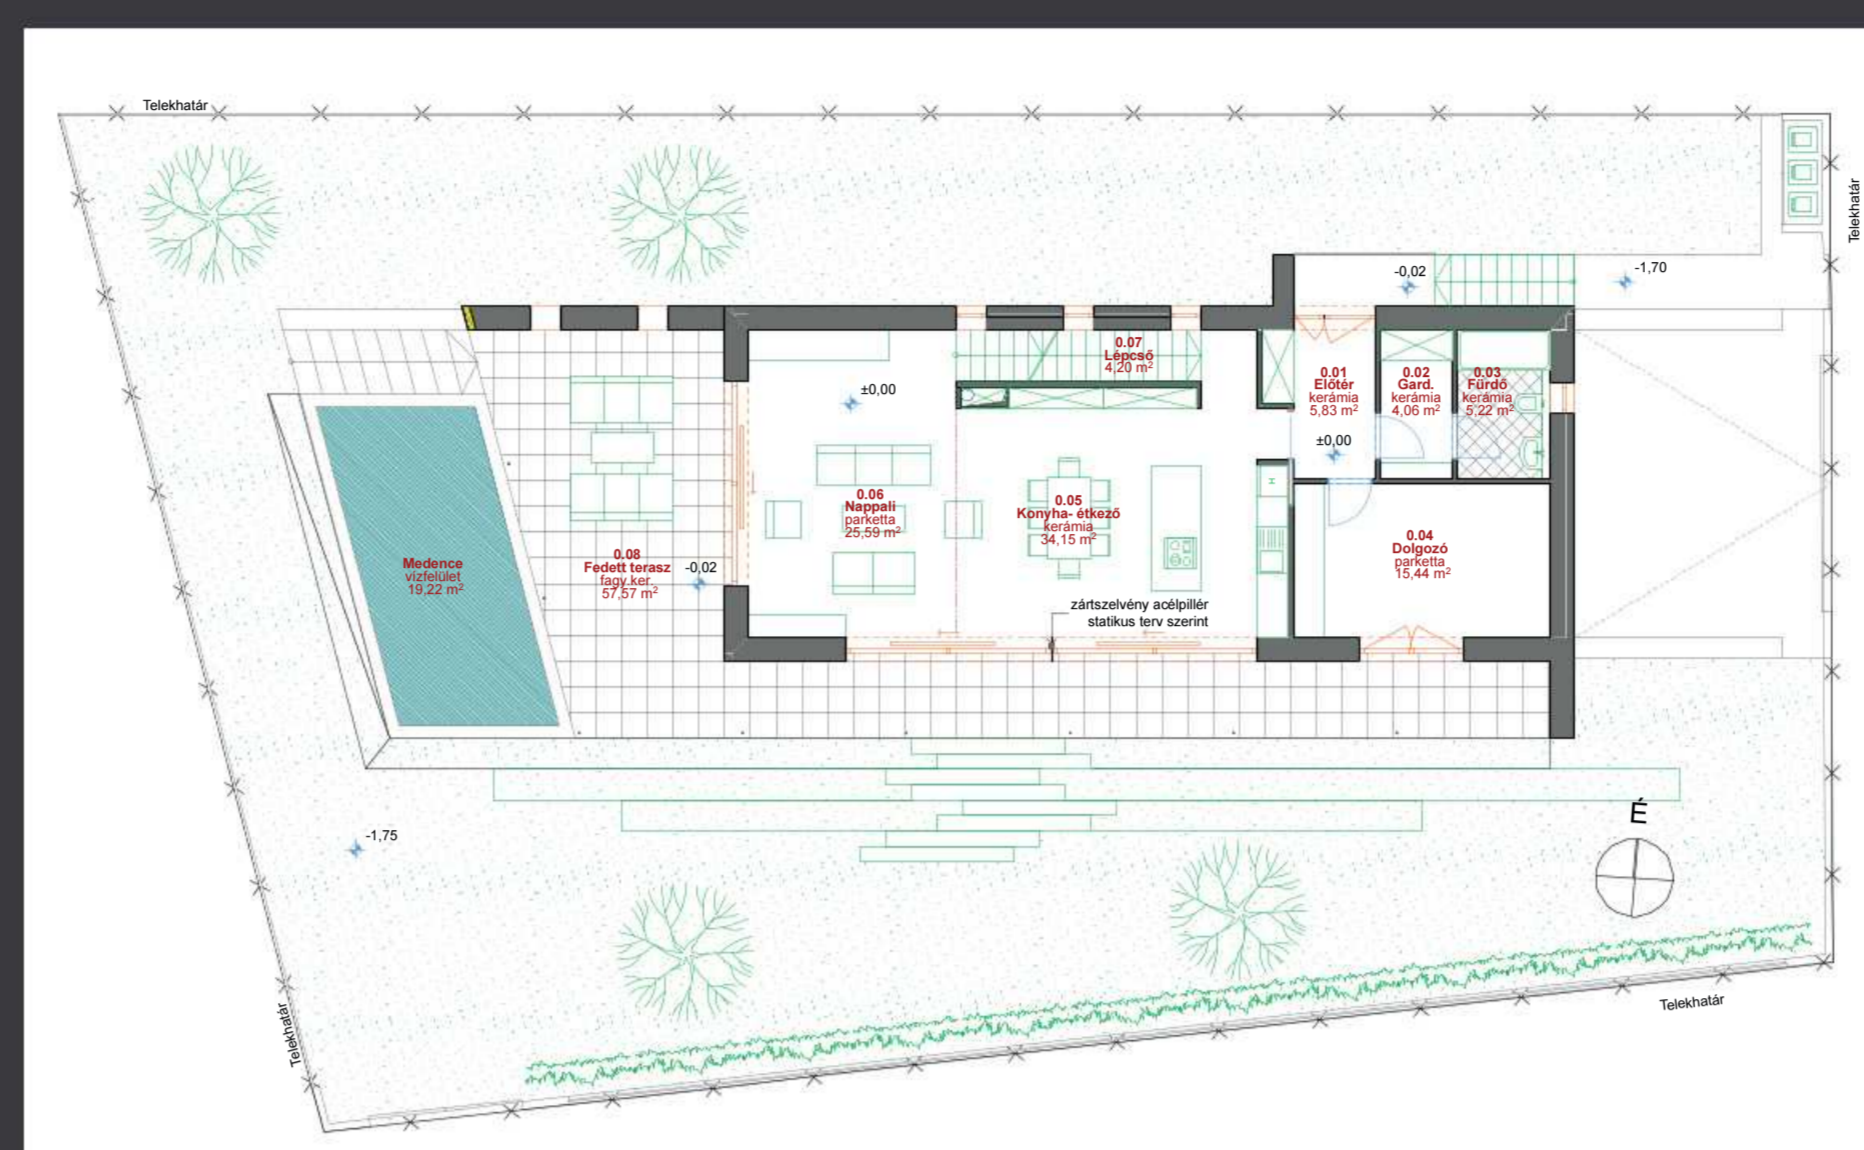 Telekhatár
Telekhatár
-0,02
-1,70
0.07
Lépcső
4,20 m²
±0,00
0.01
Előtér
kerámia
5,83 m²
±0,00
0.02
Gard.
kerámia
4,06 m²
0.03
Fürdő
kerámia
5,22 m²
0.06
Nappali
parketta
25,59 m²
0.05
Konyha- étkező
kerámia
34,15 m²
0.04
Dolgozó
parketta
15,44 m²
Medence
vízfelület
19,22 m²
0.08
Fedett terasz
fagy.ker.
57,57 m²
-0,02
zártszelvény acélpillér
statikus terv szerint
-1,75
É
Telekhatár
Telekhatár